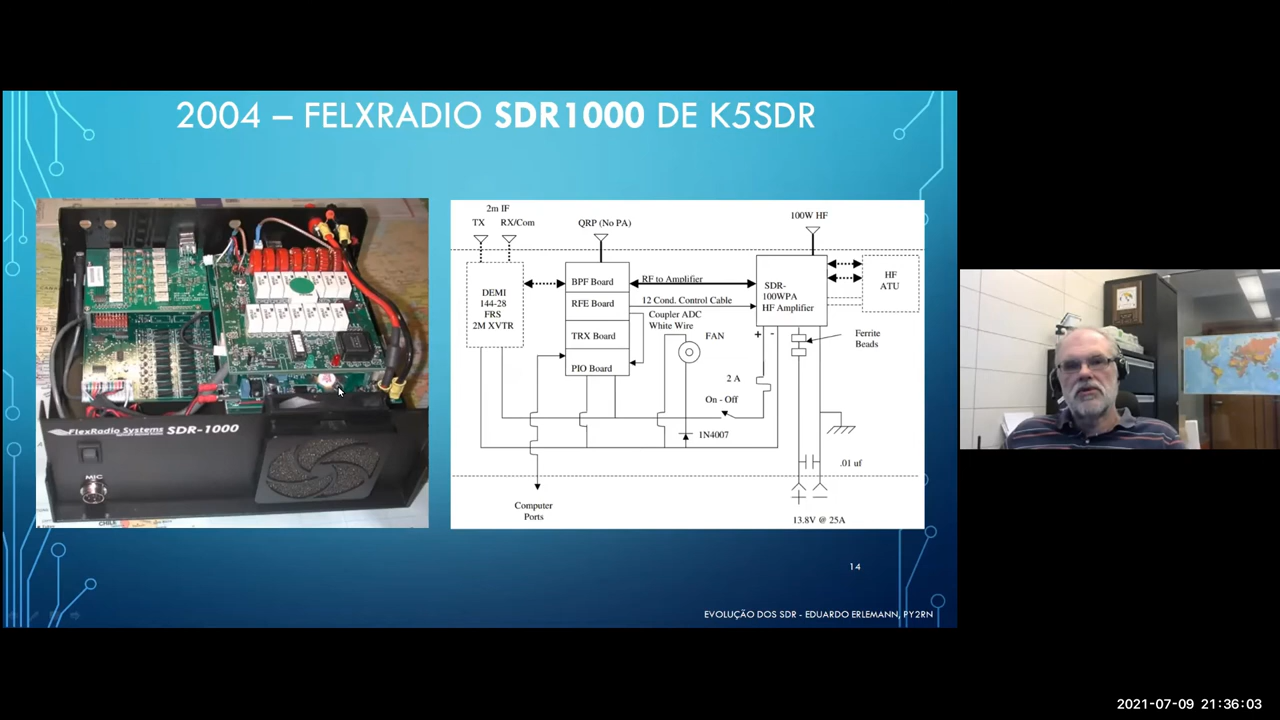 2004 – FELXRADIO SDR1000 DE K5SDR
FlexRadio Systems SDR-1000
MIC
CHILE
2m IF
TX
RX/Com
QRP (No PA)
100W HF
DEMI
144-28
FRS
2M XVTR
BPF Board
RFE Board
TRX Board
PIO Board
RF to Amplifier
12 Cond. Control Cable
Coupler ADC
White Wire
FAN
SDR-
100WPA
HF Amplifier
HF
ATU
+ -
Ferrite
Beads
2 A
On - Off
1N4007
.01 uf
Computer
Ports
13.8V @ 25A
14
EVOLUÇÃO DOS SDR - EDUARDO ERLEMANN, PY2RN
2021-07-09 21:36:03